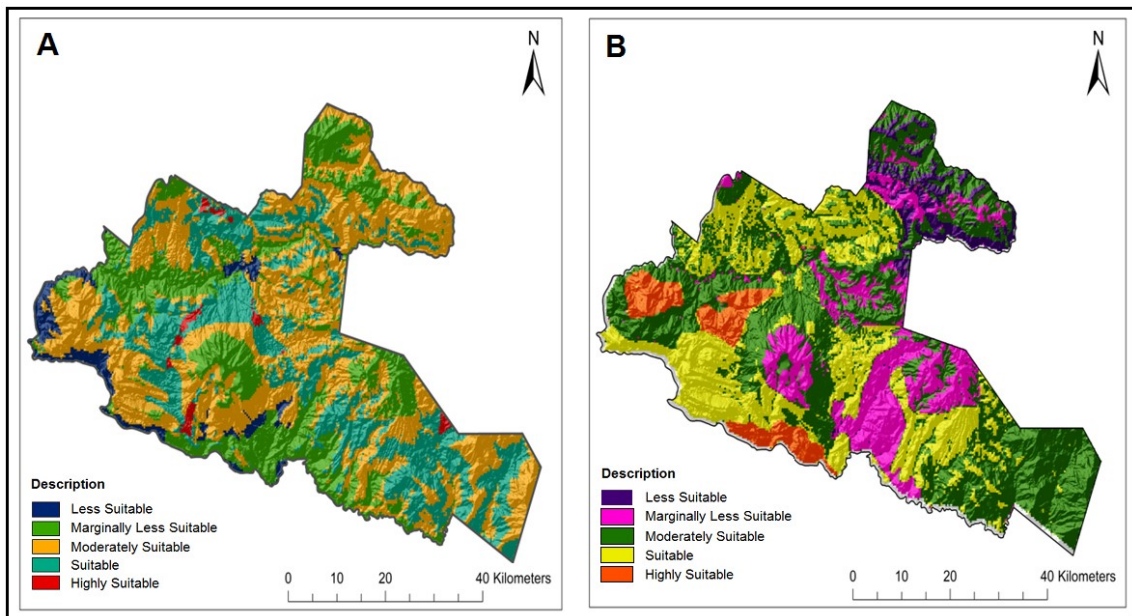 A
N
Description
Less Suitable
Marginally Less Suitable
Moderately Suitable
Suitable
Highly Suitable
0 10 20 40 Kilometers
B
N
Description
Less Suitable
Marginally Less Suitable
Moderately Suitable
Suitable
Highly Suitable
0 10 20 40 Kilometers